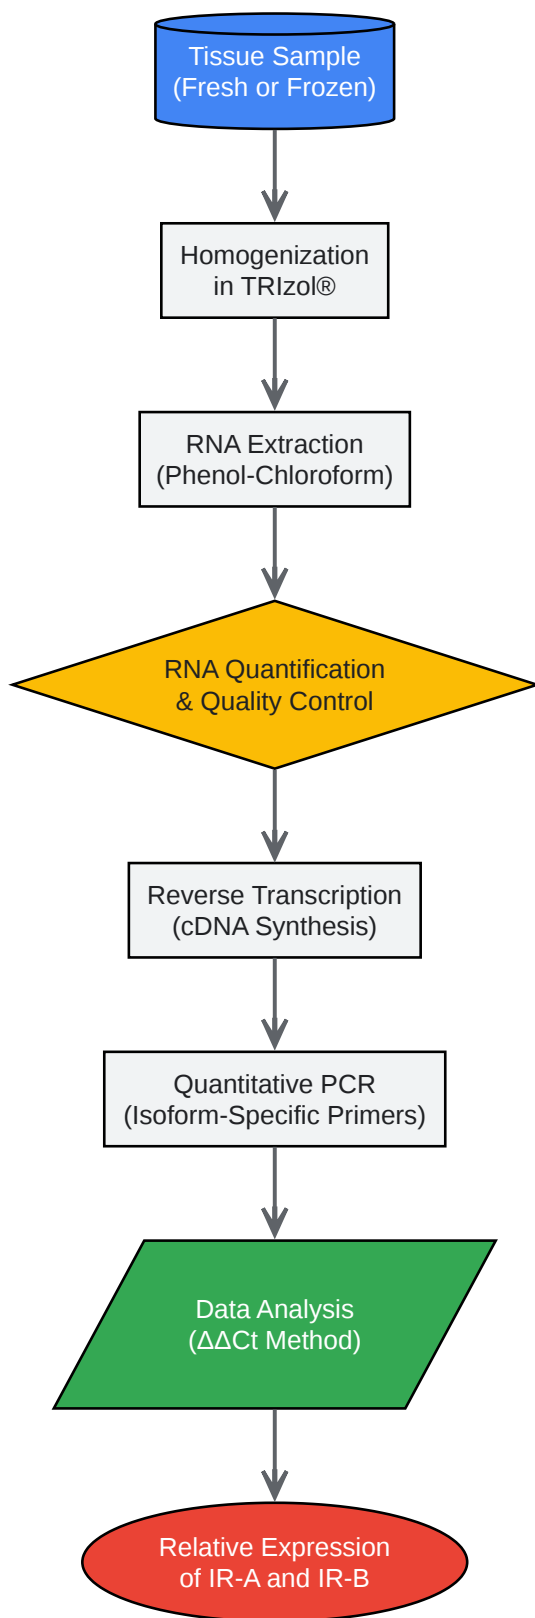 Tissue Sample
(Fresh or Frozen)
Homogenization
in TRIzol®
RNA Extraction
(Phenol-Chloroform)
RNA Quantification
& Quality Control
Reverse Transcription
(cDNA Synthesis)
Quantitative PCR
(Isoform-Specific Primers)
Data Analysis
(ΔΔCt Method)
Relative Expression
of IR-A and IR-B